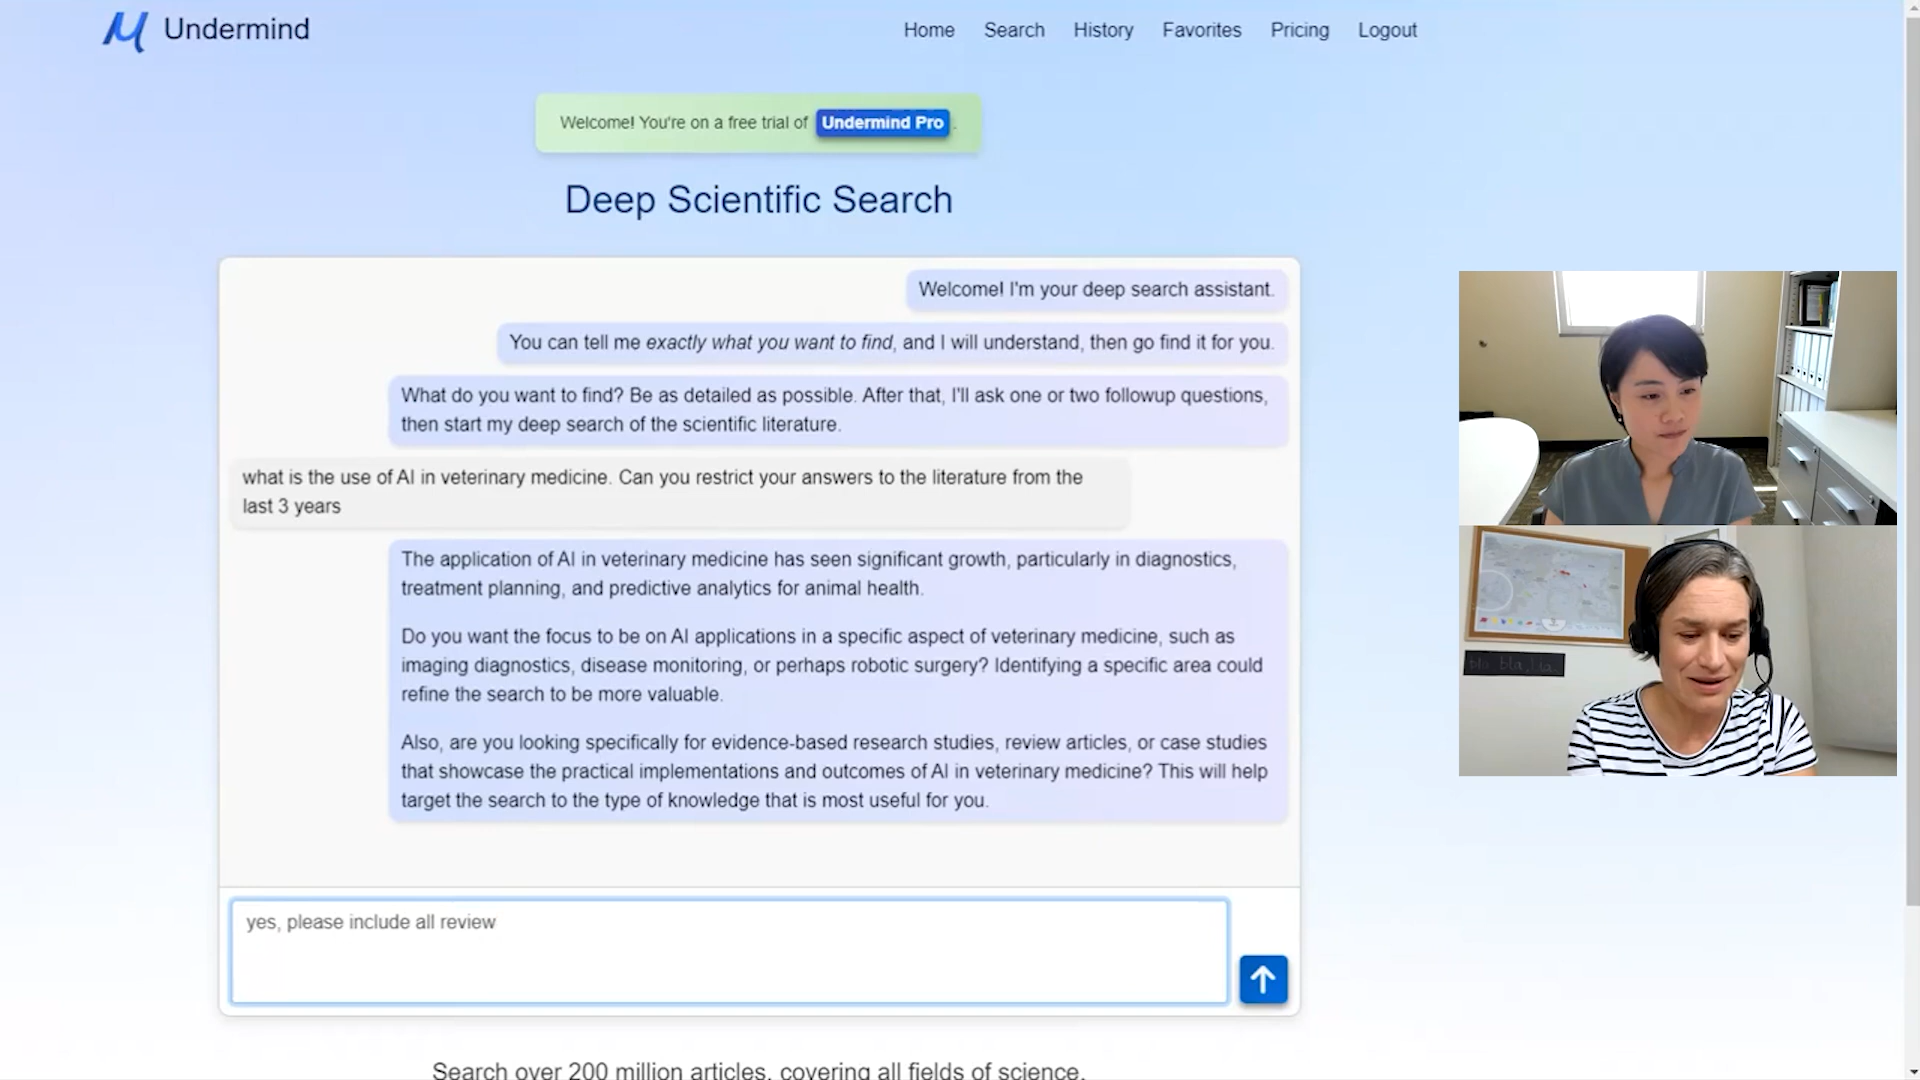 Undermind
Home Search History Favorites Pricing Logout
Welcome! You're on a free trial of Undermind Pro .
Deep Scientific Search
Welcome! I'm your deep search assistant.
You can tell me exactly what you want to find, and I will understand, then go find it for you.
What do you want to find? Be as detailed as possible. After that, I'll ask one or two followup questions,
then start my deep search of the scientific literature.
what is the use of AI in veterinary medicine. Can you restrict your answers to the literature from the
last 3 years
The application of AI in veterinary medicine has seen significant growth, particularly in diagnostics,
treatment planning, and predictive analytics for animal health.
Do you want the focus to be on AI applications in a specific aspect of veterinary medicine, such as
imaging diagnostics, disease monitoring, or perhaps robotic surgery? Identifying a specific area could
refine the search to be more valuable.
Also, are you looking specifically for evidence-based research studies, review articles, or case studies
that showcase the practical implementations and outcomes of AI in veterinary medicine? This will help
target the search to the type of knowledge that is most useful for you.
yes, please include all review
Search over 200 million articles, covering all fields of science.
bla, bla, bla